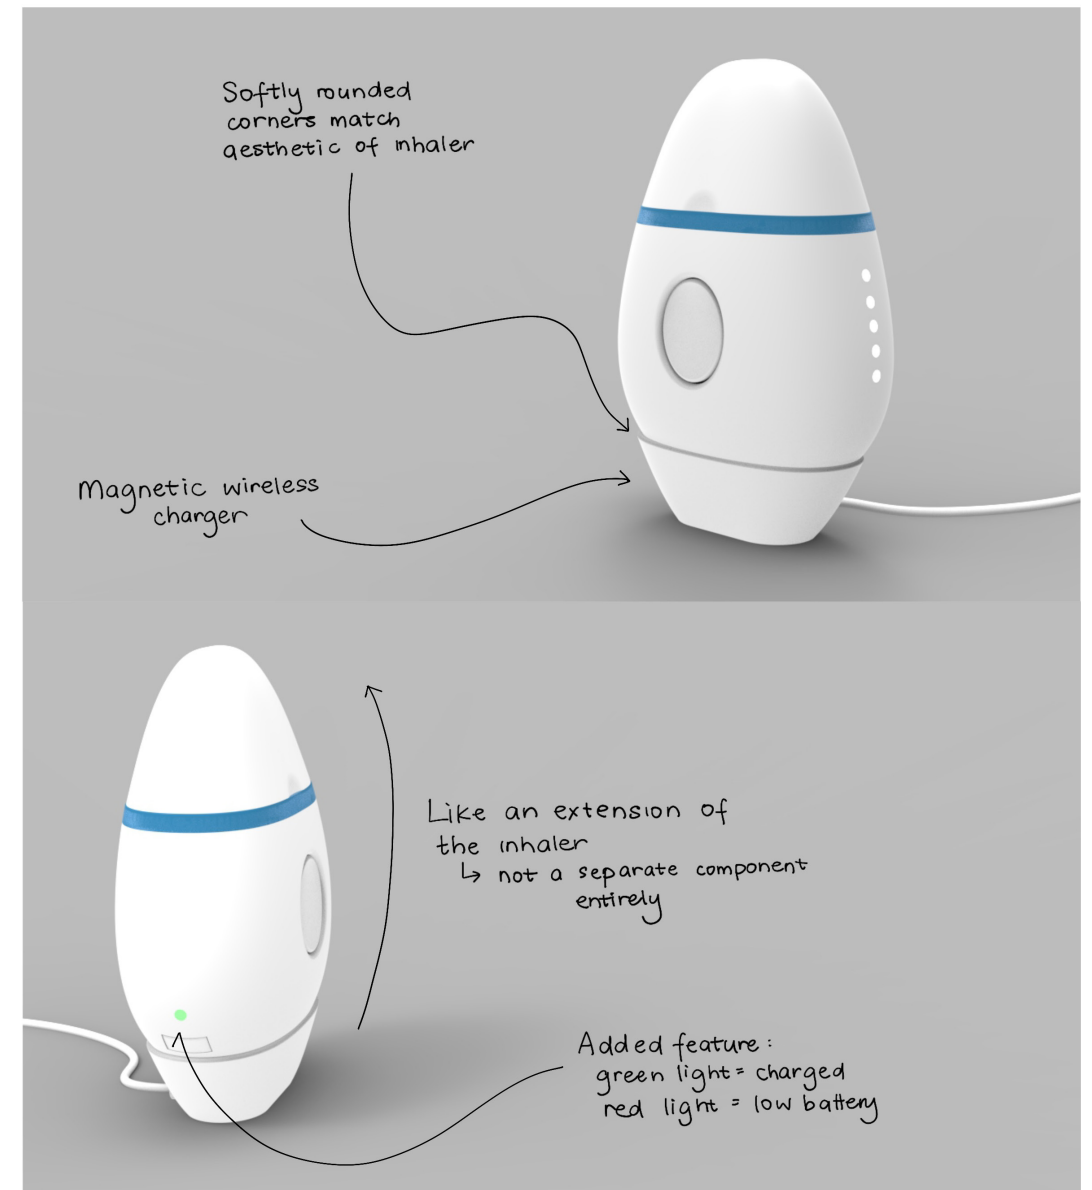 Softly rounded
corners match
aesthetic of inhaler
Magnetic wireless
charger
Like an extension of
the inhaler
↳ not a separate component
entirely
Added feature:
green light = charged
red light = low battery